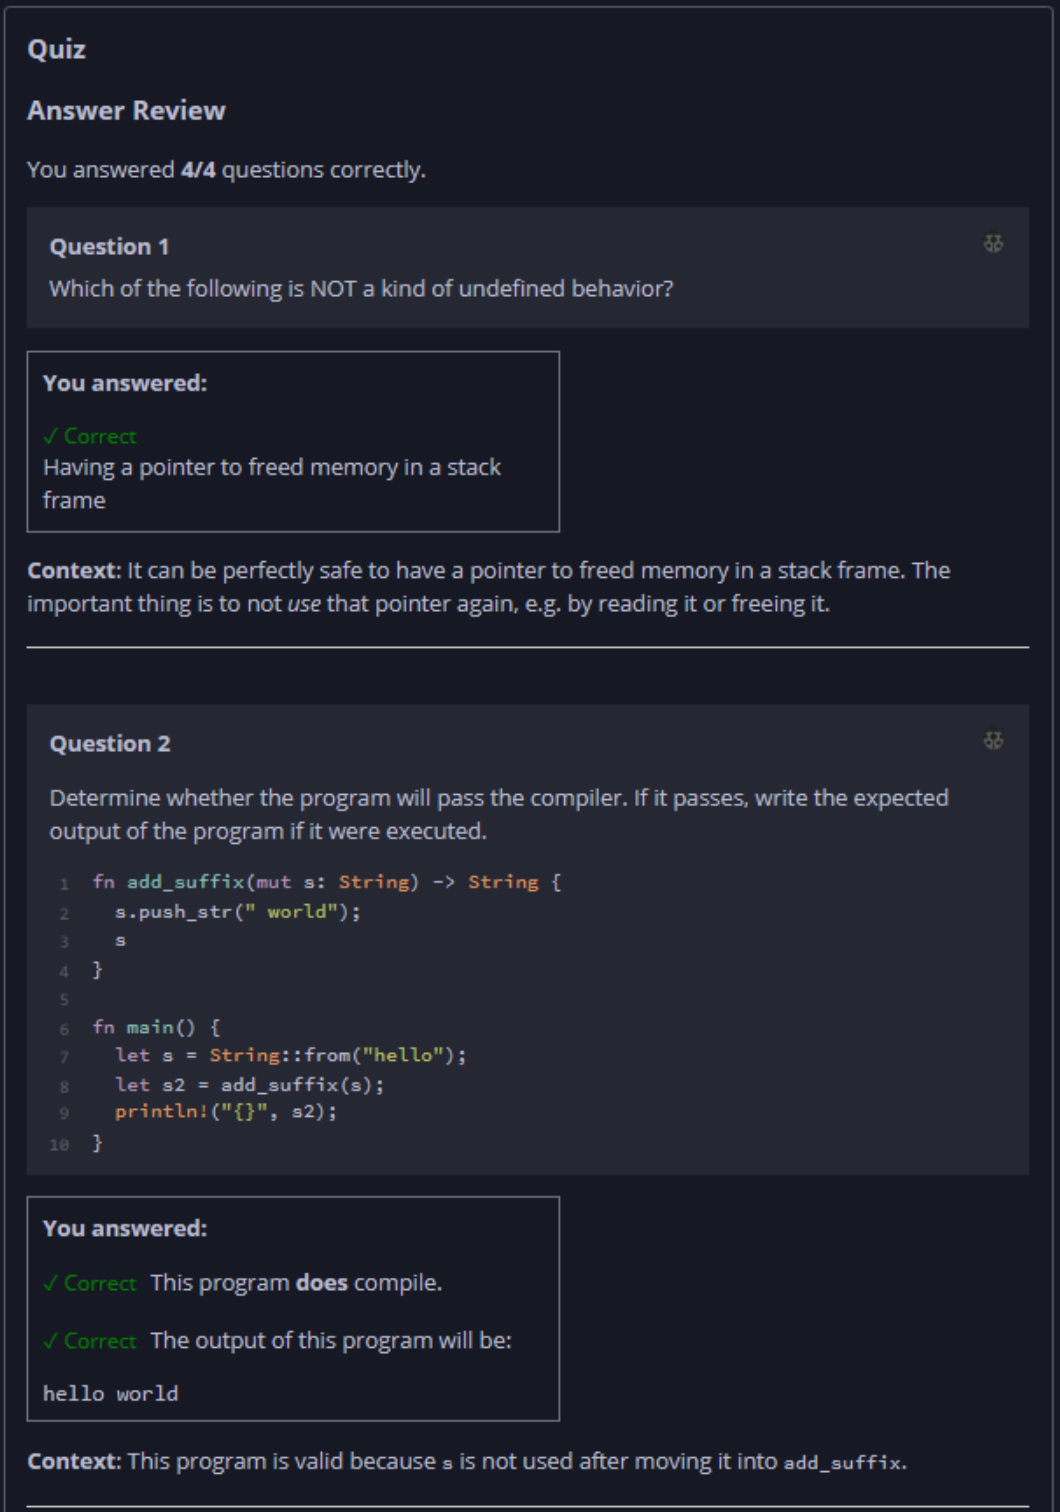 Quiz
Answer Review
You answered 4/4 questions correctly.
Question 1
Which of the following is NOT a kind of undefined behavior?
You answered:
✓ Correct
Having a pointer to freed memory in a stack
frame
Context: It can be perfectly safe to have a pointer to freed memory in a stack frame. The
important thing is to not use that pointer again, e.g. by reading it or freeing it.
Question 2
Determine whether the program will pass the compiler. If it passes, write the expected
output of the program if it were executed.
1 fn add_suffix(mut s: String) -> String {
2   s.push_str(" world");
3   s
4 }
5
6 fn main() {
7   let s = String::from("hello");
8   let s2 = add_suffix(s);
9   println!("{}", s2);
10 }
You answered:
✓ Correct This program does compile.
✓ Correct The output of this program will be:
hello world
Context: This program is valid because s is not used after moving it into add_suffix.